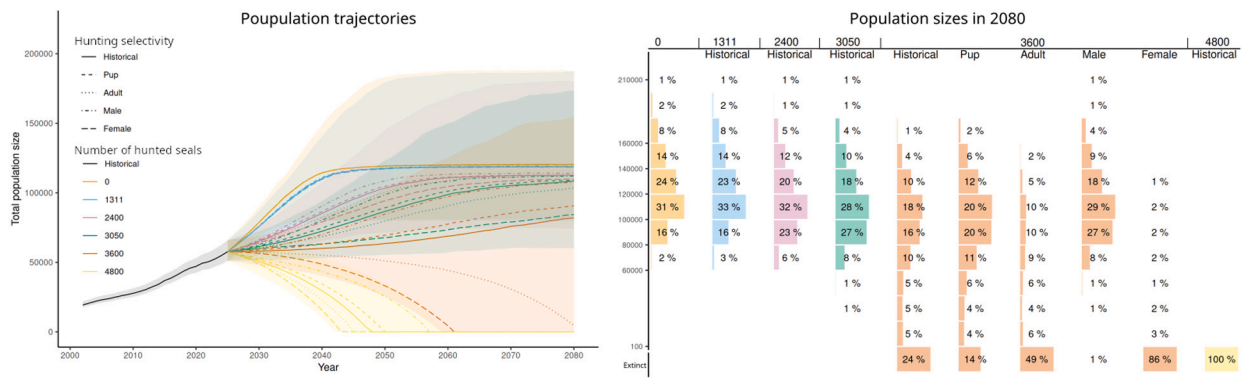 Poupulation trajectories
Hunting selectivity
Historical
Pup
Adult
Male
Female
Number of hunted seals
Historical
0
1311
2400
3050
3600
4800
Total population size
200000
150000
100000
50000
0
2000 2010 2020 2030 2040 2050 2060 2070 2080
Year
Population sizes in 2080
0 1311 2400 3050 3600 4800
Historical Historical Historical Historical Pup Adult Male Female Historical
210000
1 % 1 % 1 % 1 % 1 %
2 % 2 % 1 % 1 % 1 %
8 % 8 % 5 % 4 % 1 % 2 % 4 %
160000
14 % 14 % 12 % 10 % 4 % 6 % 2 % 9 %
140000
24 % 23 % 20 % 18 % 10 % 12 % 5 % 18 % 1 %
120000
31 % 33 % 32 % 28 % 18 % 20 % 10 % 29 % 2 %
100000
16 % 16 % 23 % 27 % 16 % 20 % 10 % 27 % 2 %
80000
2 % 3 % 6 % 8 % 10 % 11 % 9 % 8 % 2 %
60000
1 % 5 % 6 % 6 % 1 % 1 %
1 % 5 % 4 % 4 % 1 % 2 %
5 % 4 % 6 % 3 %
100
Extinct 24 % 14 % 49 % 1 % 86 % 100 %